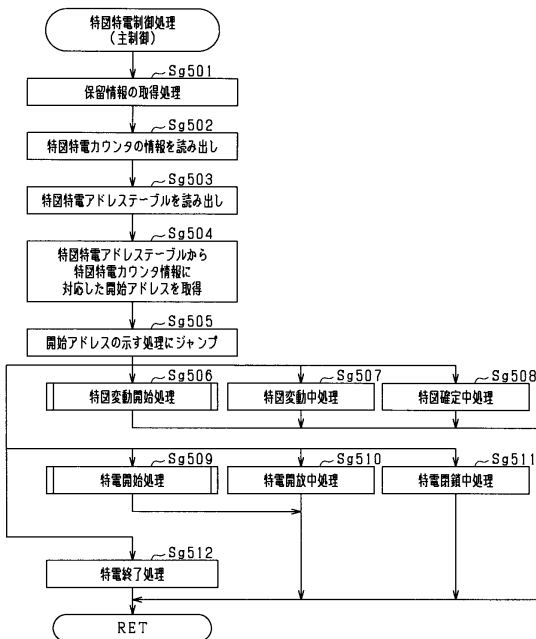 特図特電制御処理
（主制御）
Sg501
保留情報の取得処理
Sg502
特図特電カウンタの情報を読み出し
Sg503
特図特電アドレステーブルを読み出し
Sg504
特図特電アドレステーブルから
特図特電カウンタ情報に
対応した開始アドレスを取得
Sg505
開始アドレスの示す処理にジャンプ
Sg506
特図変動開始処理
Sg507
特図変動中処理
Sg508
特図確定中処理
Sg509
特電開始処理
Sg510
特電開放中処理
Sg511
特電閉鎖中処理
Sg512
特電終了処理
RET